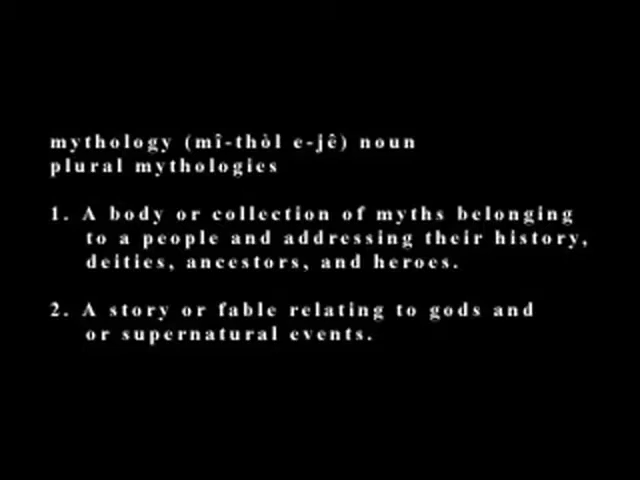 mythology (mî-thòl e-jê) noun
plural mythologies
1. A body or collection of myths belonging
to a people and addressing their history,
deities, ancestors, and heroes.
2. A story or fable relating to gods and
or supernatural events.